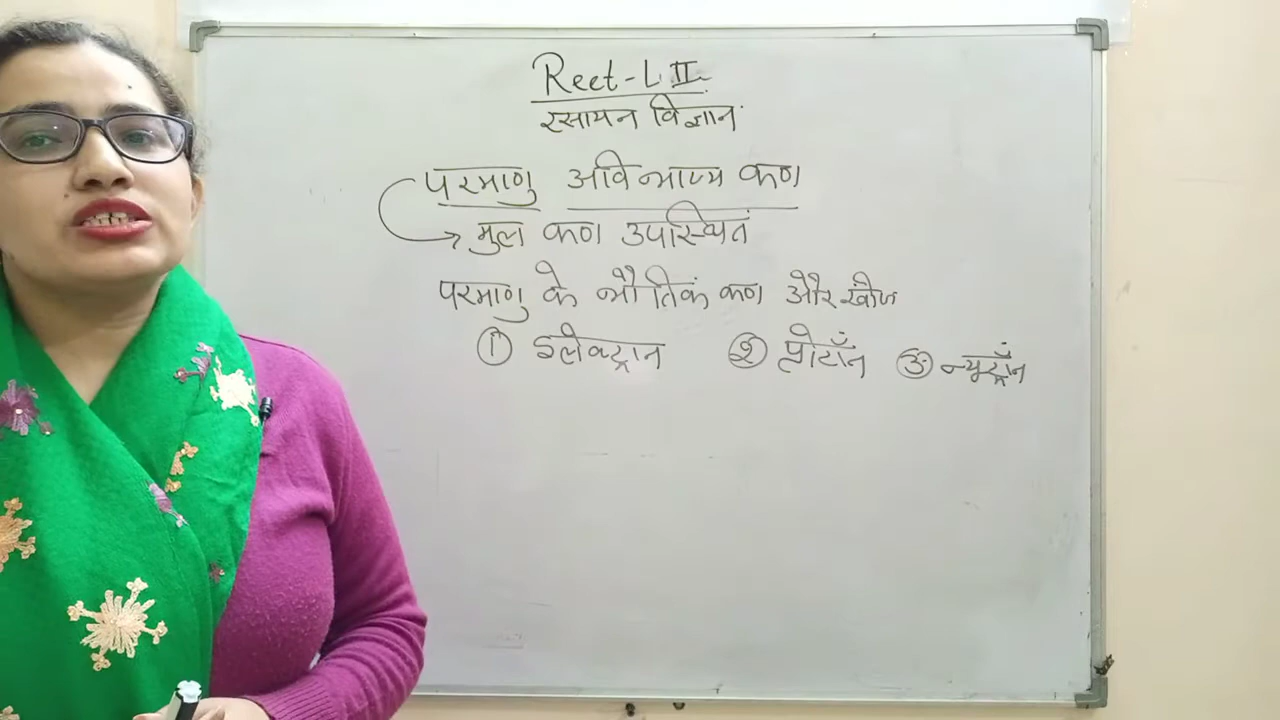 Reet-L II
रसायन विज्ञान
परमाणु अविभाज्य कण
मुल कण उपस्थित
परमाणु के भौतिक कण और खोज
① इलेक्ट्रान ② प्रोटॉन ③ न्यूट्रॉन